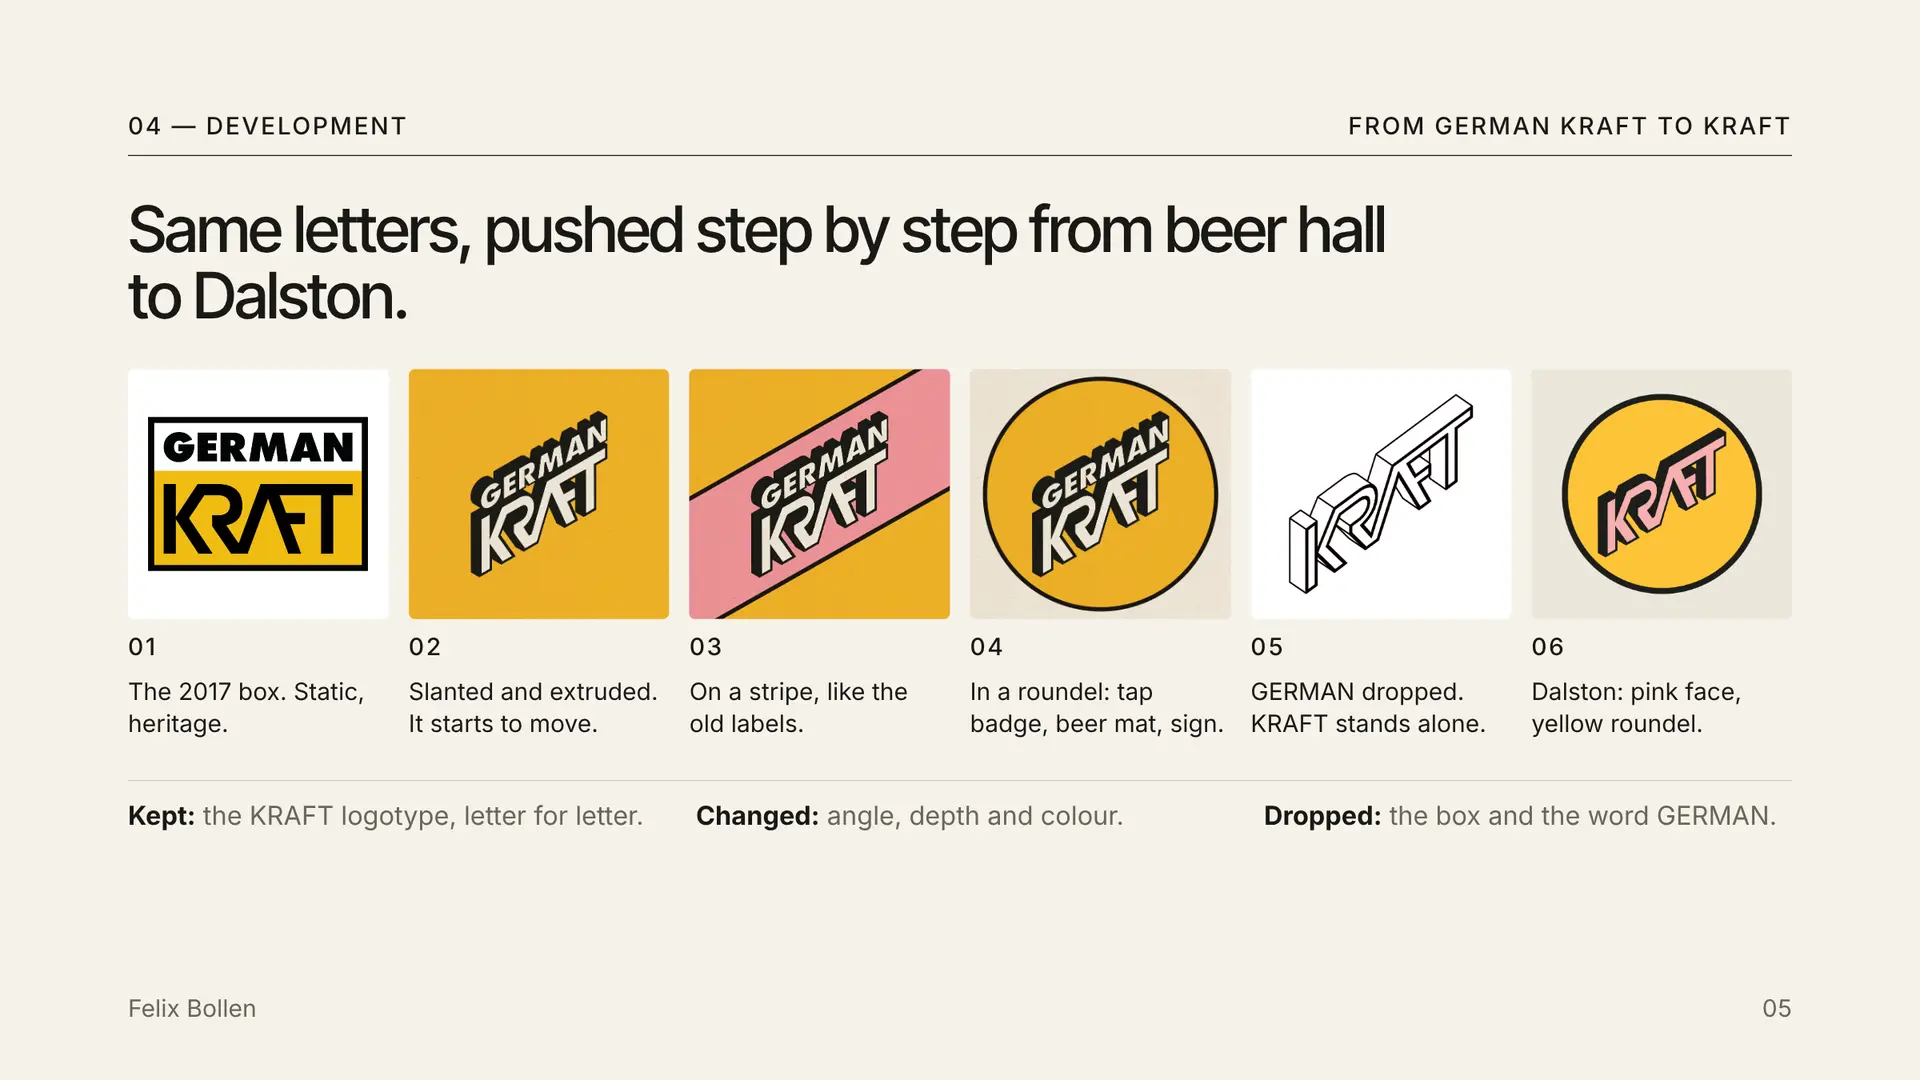 04 — DEVELOPMENT
FROM GERMAN KRAFT TO KRAFT
Same letters, pushed step by step from beer hall
to Dalston.
GERMAN
KRAFT
GERMAN
KRAFT
GERMAN
KRAFT
GERMAN
KRAFT
KRAFT
KRAFT
01
The 2017 box. Static,
heritage.
02
Slanted and extruded.
It starts to move.
03
On a stripe, like the
old labels.
04
In a roundel: tap
badge, beer mat, sign.
05
GERMAN dropped.
KRAFT stands alone.
06
Dalston: pink face,
yellow roundel.
Kept: the KRAFT logotype, letter for letter.
Changed: angle, depth and colour.
Dropped: the box and the word GERMAN.
Felix Bollen
05